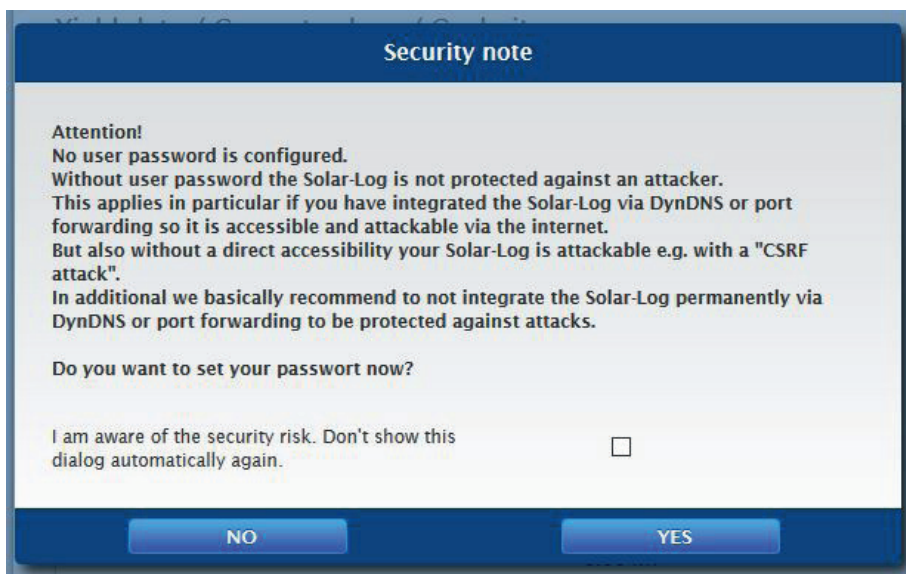 Security note
Attention!
No user password is configured.
Without user password the Solar-Log is not protected against an attacker.
This applies in particular if you have integrated the Solar-Log via DynDNS or port
forwarding so it is accessible and attackable via the internet.
But also without a direct accessibility your Solar-Log is attackable e.g. with a "CSRF
attack".
In additional we basically recommend to not integrate the Solar-Log permanently via
DynDNS or port forwarding to be protected against attacks.
Do you want to set your passwort now?
I am aware of the security risk. Don't show this
dialog automatically again.
NO YES